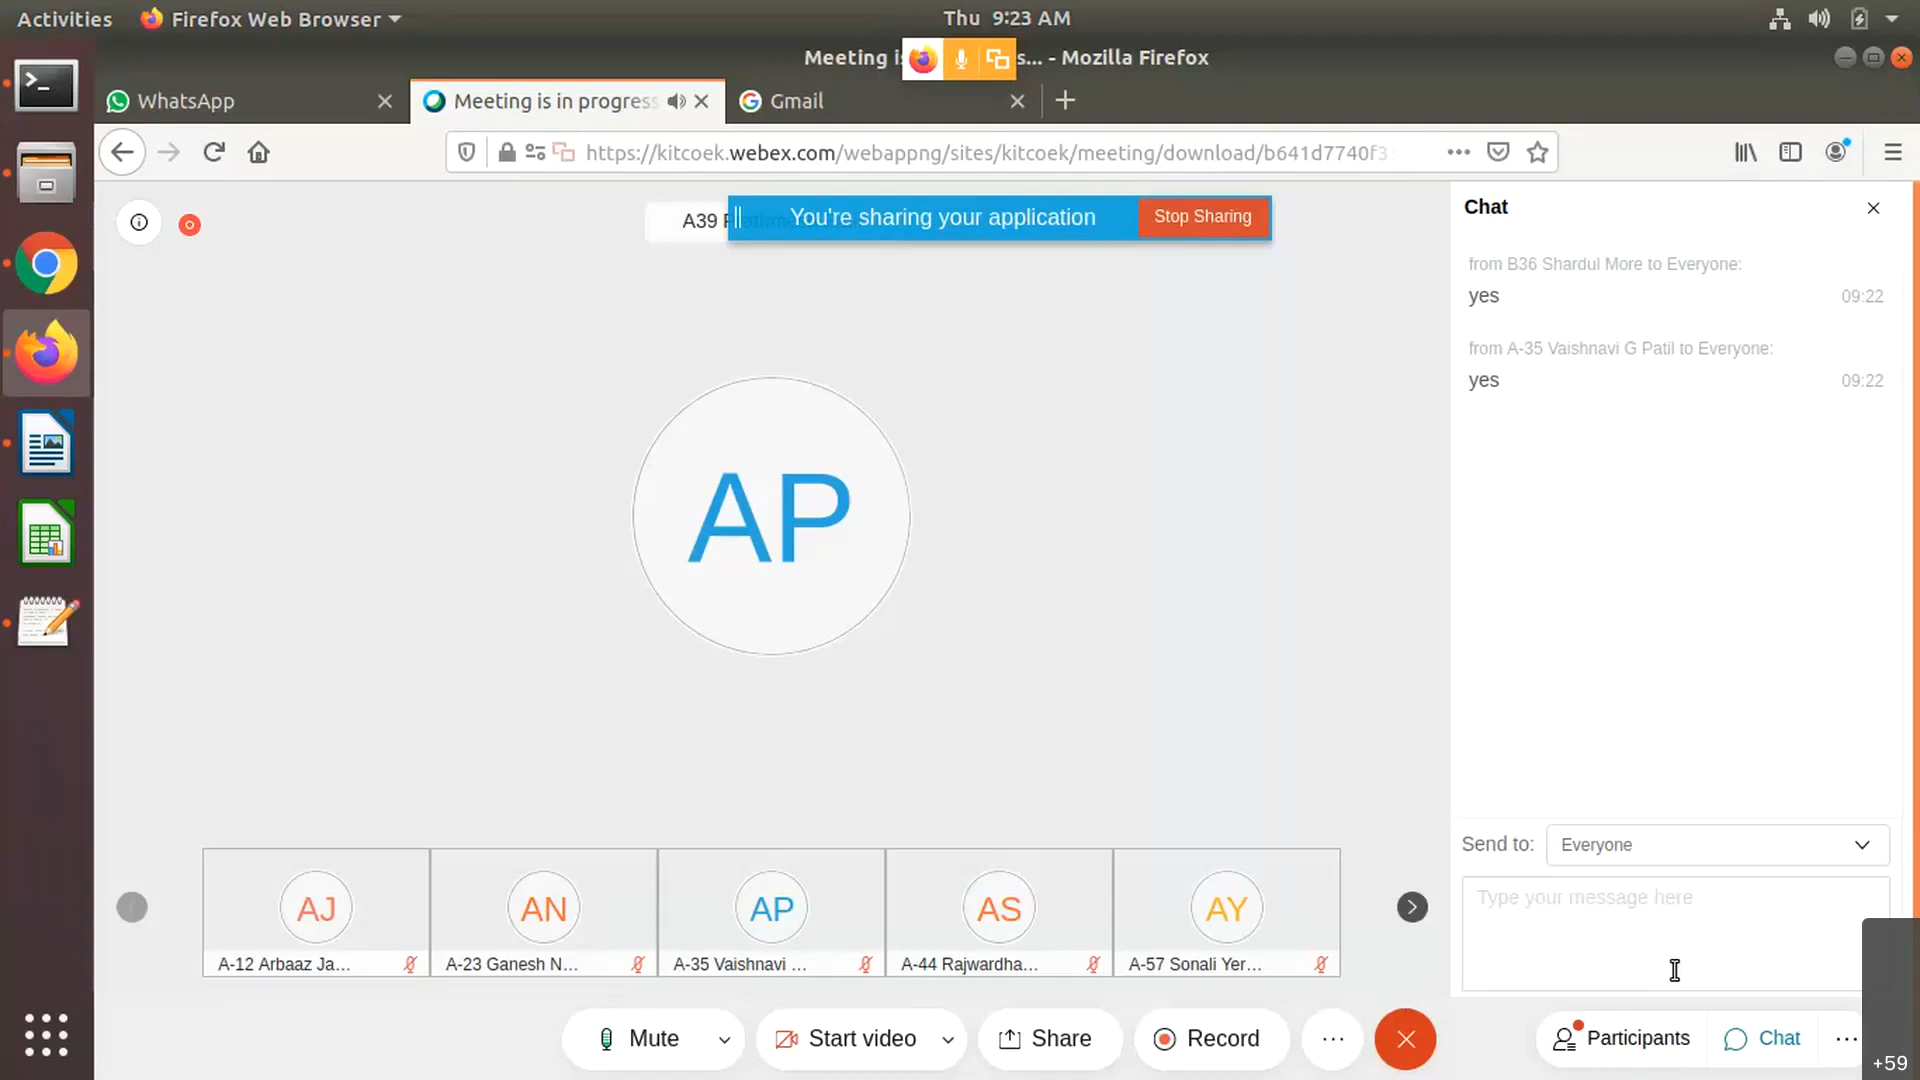 Activities
Firefox Web Browser
Thu 9:23 AM
Meeting is s... - Mozilla Firefox
WhatsApp
Meeting is in progress
Gmail
https://kitcoek.webex.com/webappng/sites/kitcoek/meeting/download/b641d7740f3
A39
You're sharing your application
Stop Sharing
Chat
from B36 Shardul More to Everyone:
yes
09:22
from A-35 Vaishnavi G Patil to Everyone:
yes
09:22
AP
Send to:
Everyone
Type your message here
AJ
AN
AP
AS
AY
A-12 Arbaaz Ja...
A-23 Ganesh N...
A-35 Vaishnavi ...
A-44 Rajwardha...
A-57 Sonali Yer...
Mute
Start video
Share
Record
Participants
Chat
+59